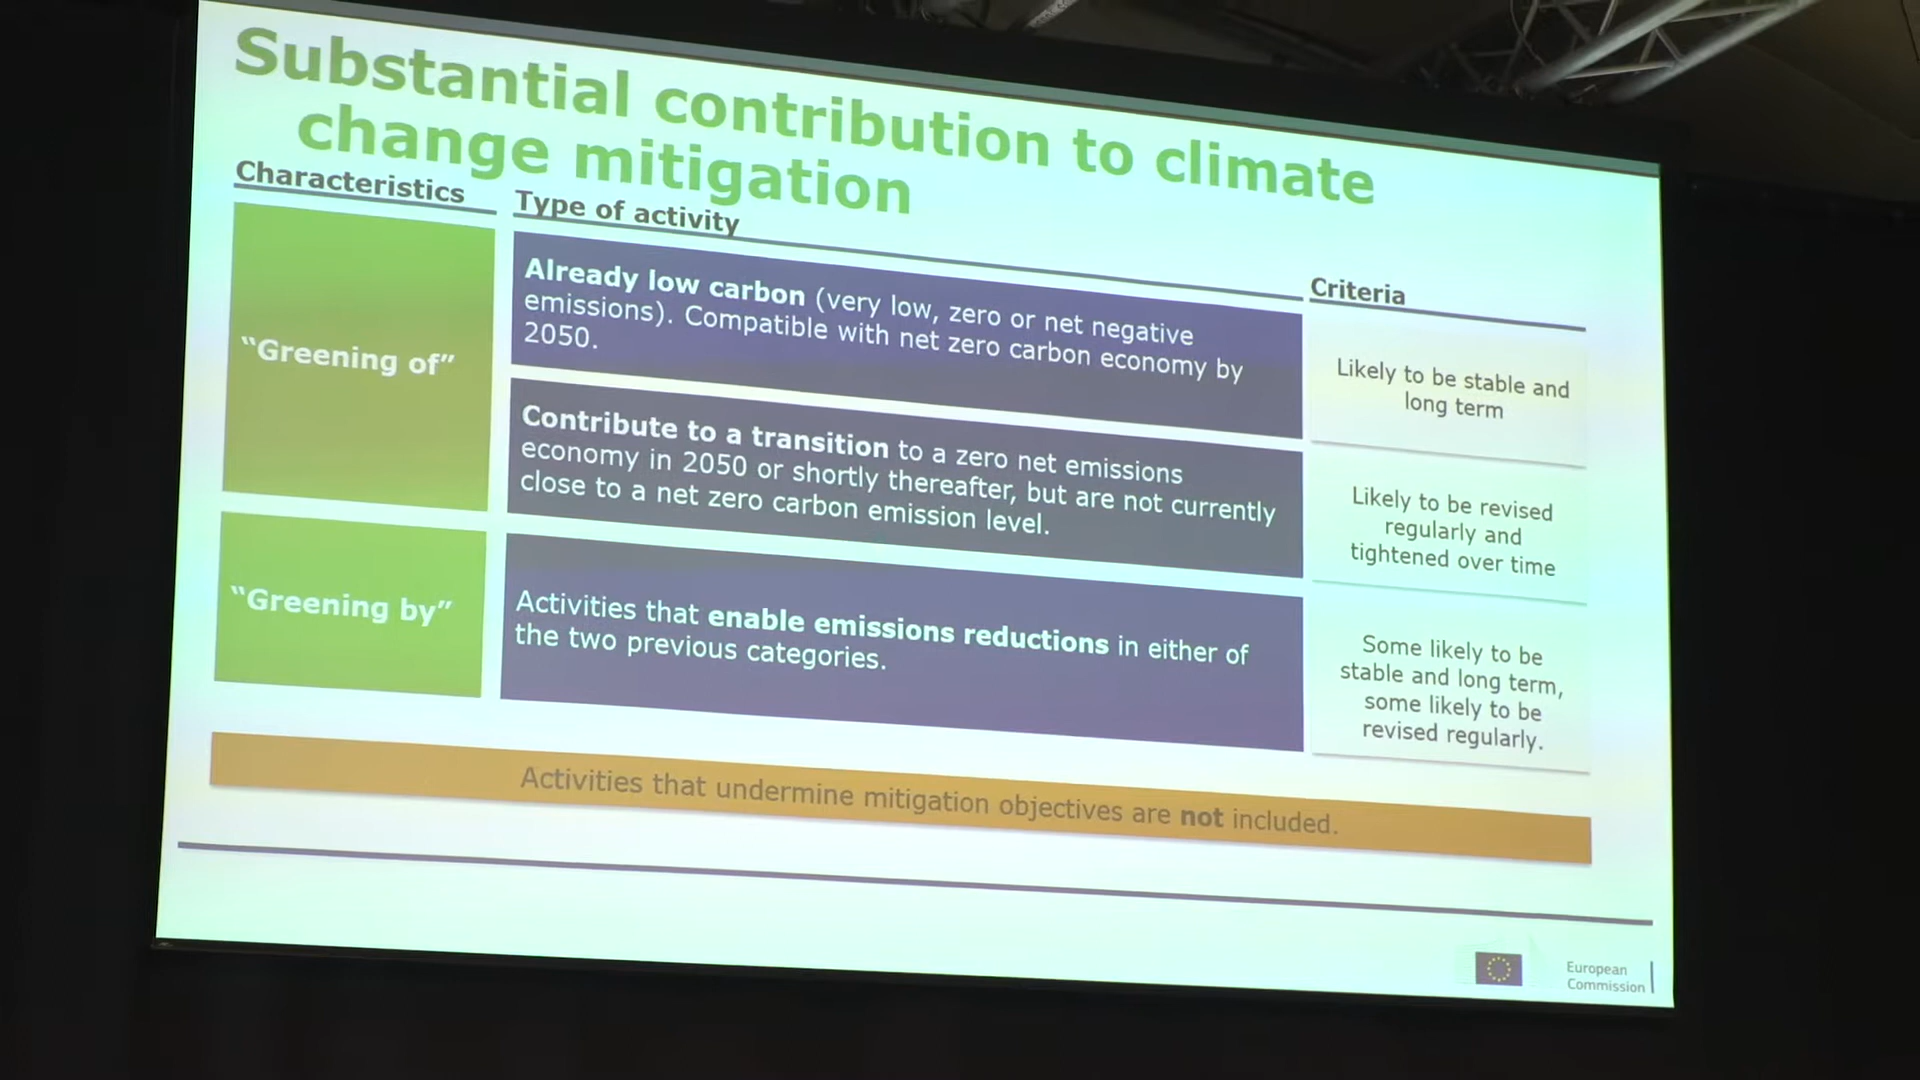 Substantial contribution to climate
change mitigation
Characteristics
Type of activity
Criteria
“Greening of”
Already low carbon (very low, zero or net negative
emissions). Compatible with net zero carbon economy by
2050.
Likely to be stable and
long term
Contribute to a transition to a zero net emissions
economy in 2050 or shortly thereafter, but are not currently
close to a net zero carbon emission level.
Likely to be revised
regularly and
tightened over time
“Greening by”
Activities that enable emissions reductions in either of
the two previous categories.
Some likely to be
stable and long term,
some likely to be
revised regularly.
Activities that undermine mitigation objectives are not included.
European
Commission